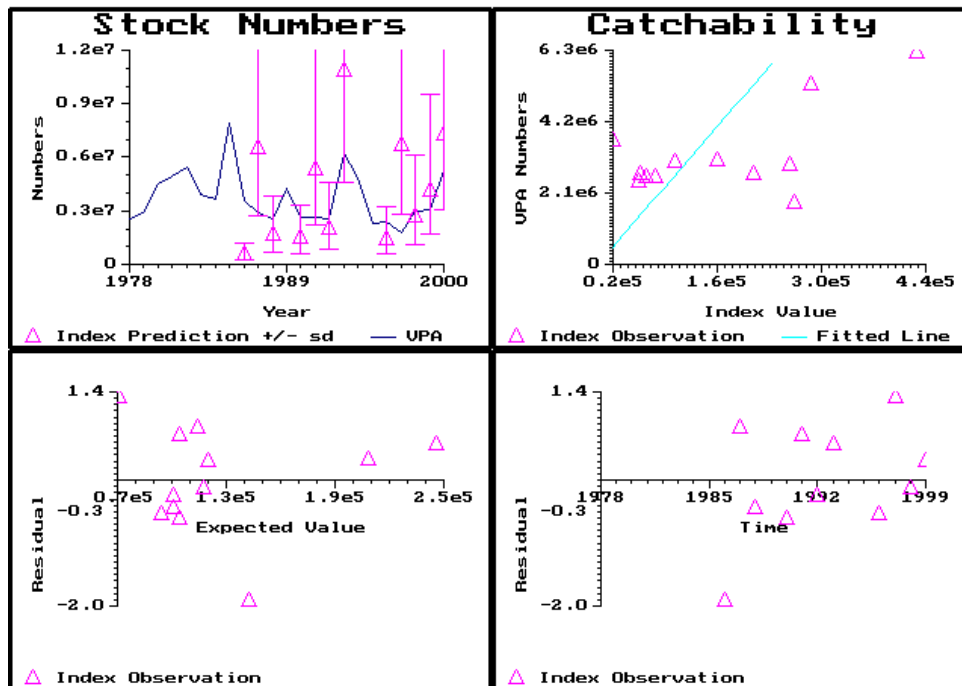 Stock Numbers
1.2e7
0.9e7
0.6e7
0.3e7
0
Numbers
1978 1989 2000
Year
Index Prediction +/- sd VPA
Catchability
6.3e6
4.2e6
2.1e6
0
VPA Numbers
0.2e5 1.6e5 3.0e5 4.4e5
Index Value
Index Observation Fitted Line
1.4
-0.3
-2.0
Residual
0.7e5 1.3e5 1.9e5 2.5e5
Expected Value
Index Observation
1.4
-0.3
-2.0
Residual
1978 1985 1992 1999
Time
Index Observation